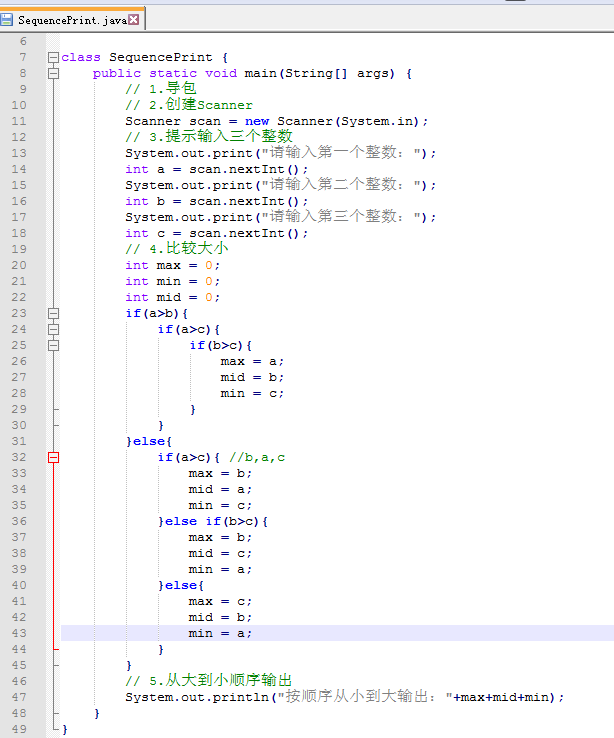 SequencePrint.java
6
7 class SequencePrint {
8 public static void main(String[] args) {
9 // 1.导包
10 // 2.创建Scanner
11 Scanner scan = new Scanner(System.in);
12 // 3.提示输入三个整数
13 System.out.print("请输入第一个整数：");
14 int a = scan.nextInt();
15 System.out.print("请输入第二个整数：");
16 int b = scan.nextInt();
17 System.out.print("请输入第三个整数：");
18 int c = scan.nextInt();
19 // 4.比较大小
20 int max = 0;
21 int min = 0;
22 int mid = 0;
23 if(a>b){
24 if(a>c){
25 if(b>c){
26 max = a;
27 mid = b;
28 min = c;
29 }
30 }
31 }else{
32 if(a>c){ //b,a,c
33 max = b;
34 mid = a;
35 min = c;
36 }else if(b>c){
37 max = b;
38 mid = c;
39 min = a;
40 }else{
41 max = c;
42 mid = b;
43 min = a;
44 }
45 }
46 // 5.从大到小顺序输出
47 System.out.println("按顺序从小到大输出："+max+mid+min);
48 }
49 }